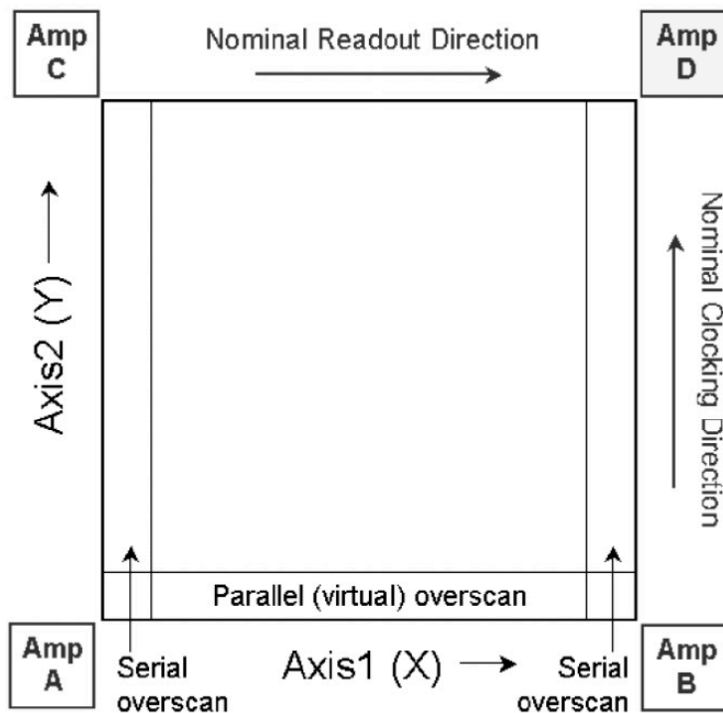 Amp
C
Nominal Readout Direction
Amp
D
Axis2 (Y)
Nominal Clocking Direction
Parallel (virtual) overscan
Amp
A
Serial
overscan
Axis1 (X)
Serial
overscan
Amp
B